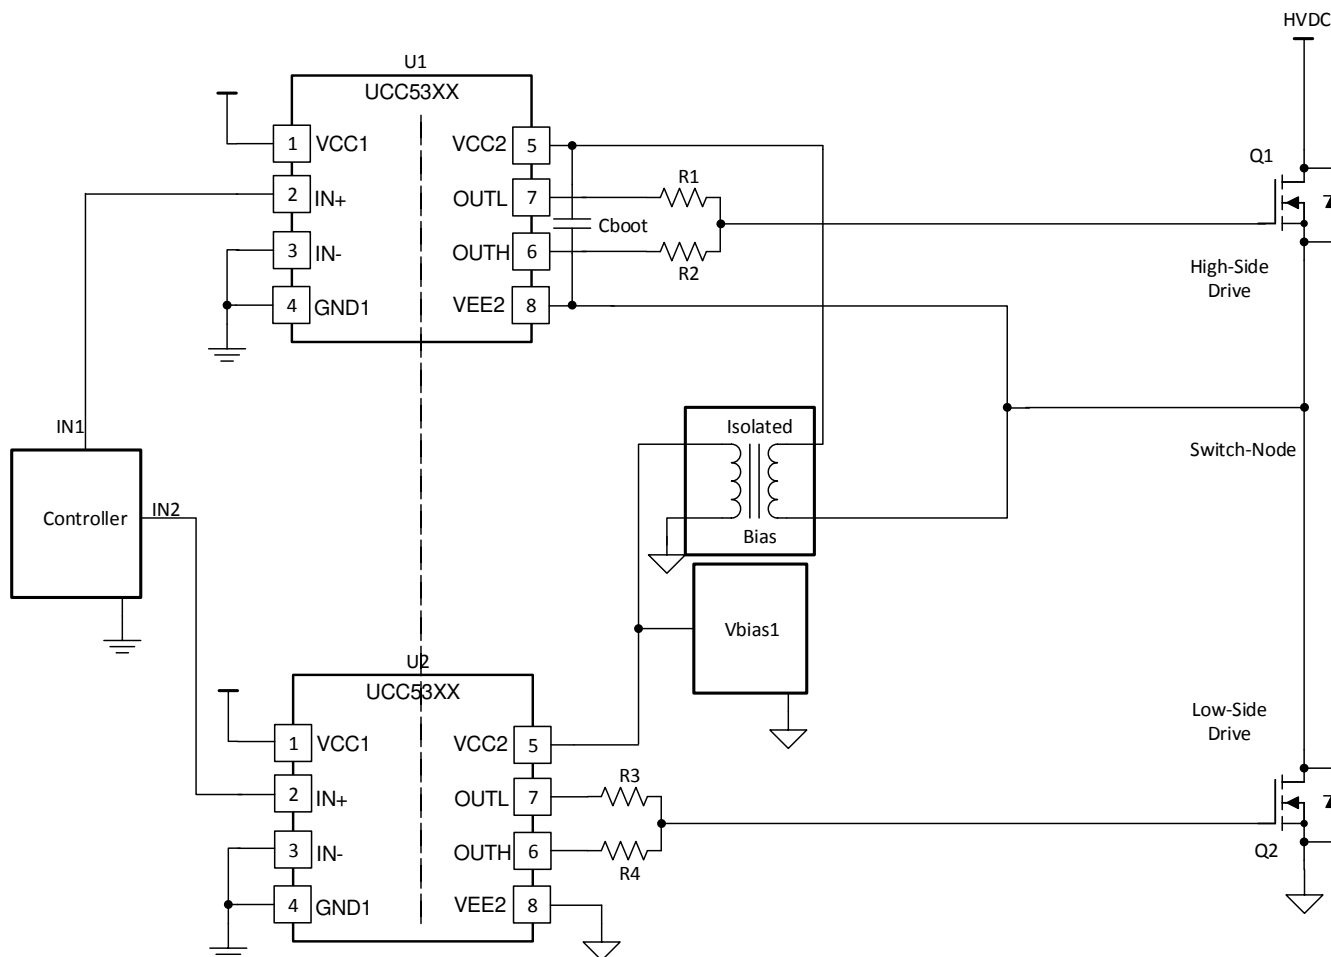 HVDC
U1
UCC53XX
1 VCC1 VCC2 5
2 IN+ OUTL 7
3 IN- OUTH 6
4 GND1 VEE2 8
R1
Cboot
R2
Q1
High-Side
Drive
IN1
Controller
IN2
Isolated
Bias
Switch-Node
Vbias1
U2
UCC53XX
1 VCC1 VCC2 5
2 IN+ OUTL 7
3 IN- OUTH 6
4 GND1 VEE2 8
R3
R4
Low-Side
Drive
Q2